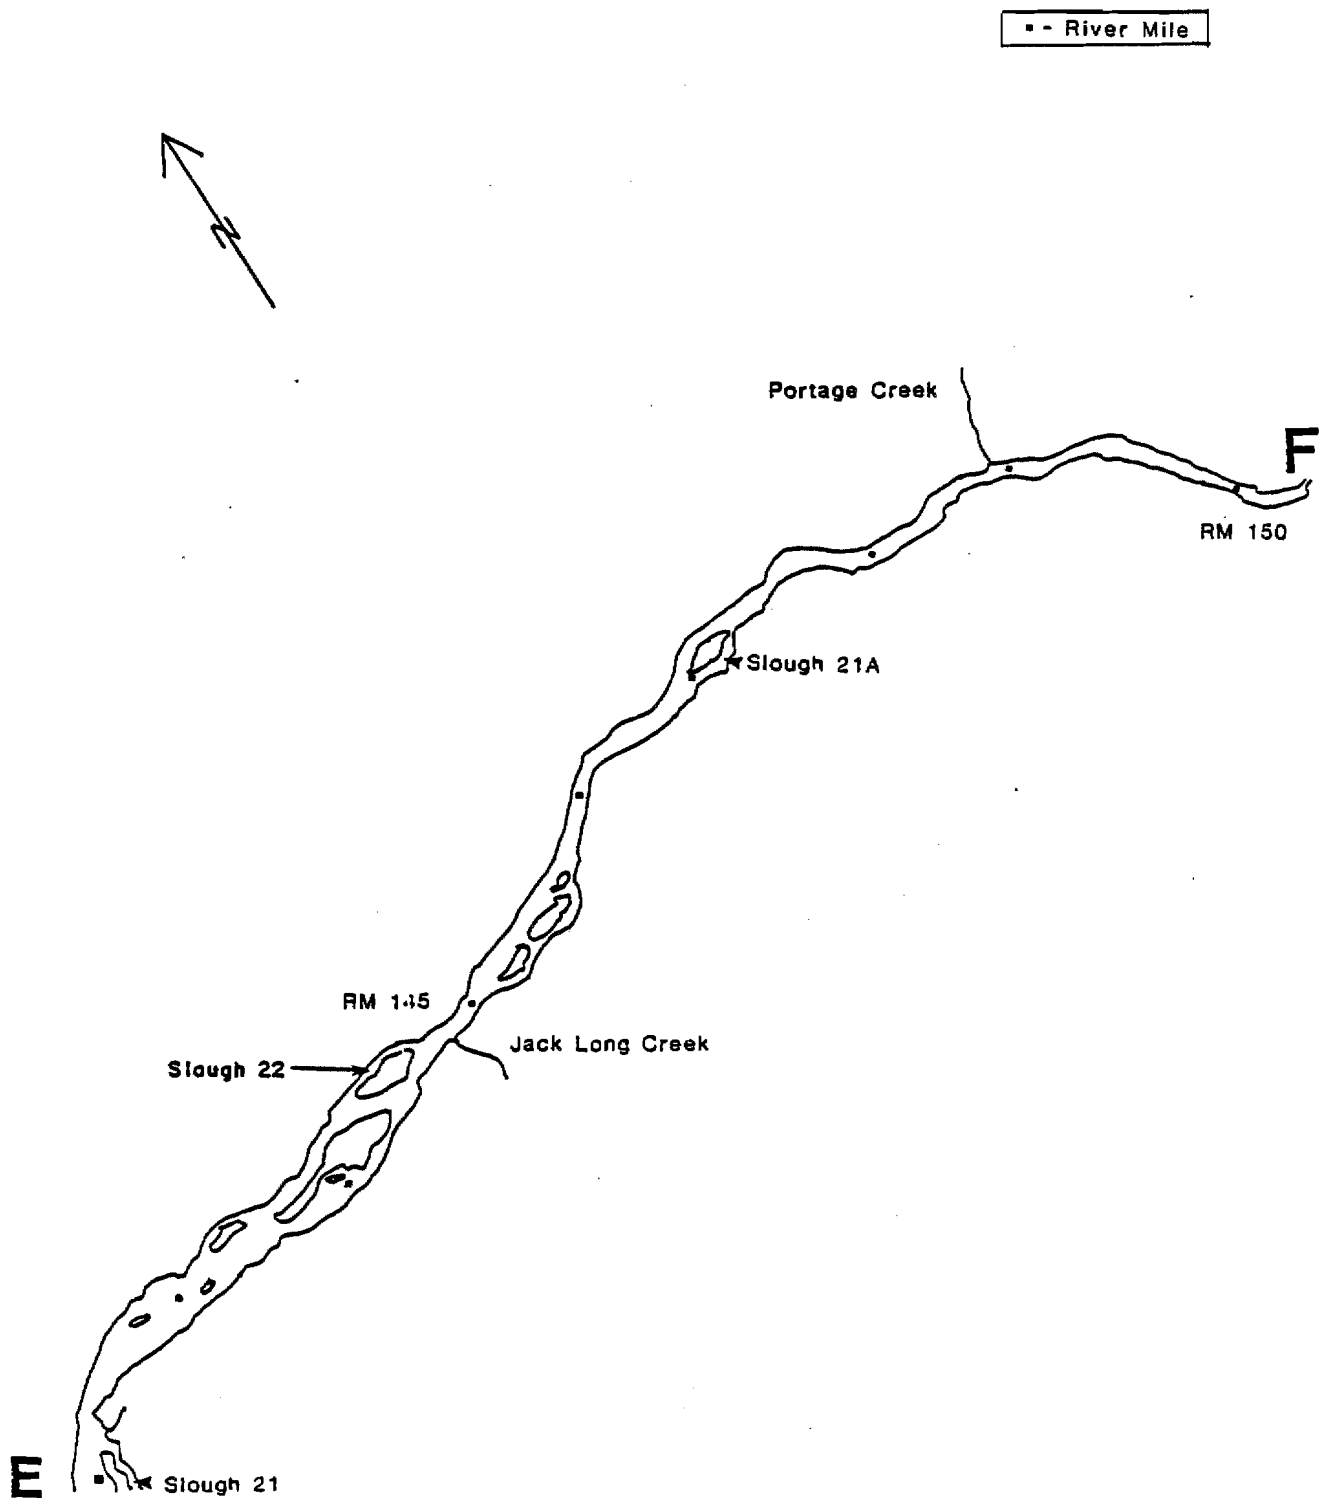 ▪ - River Mile
N
Portage Creek
F
RM 150
Slough 21A
RM 145
Jack Long Creek
Slough 22
E
Slough 21